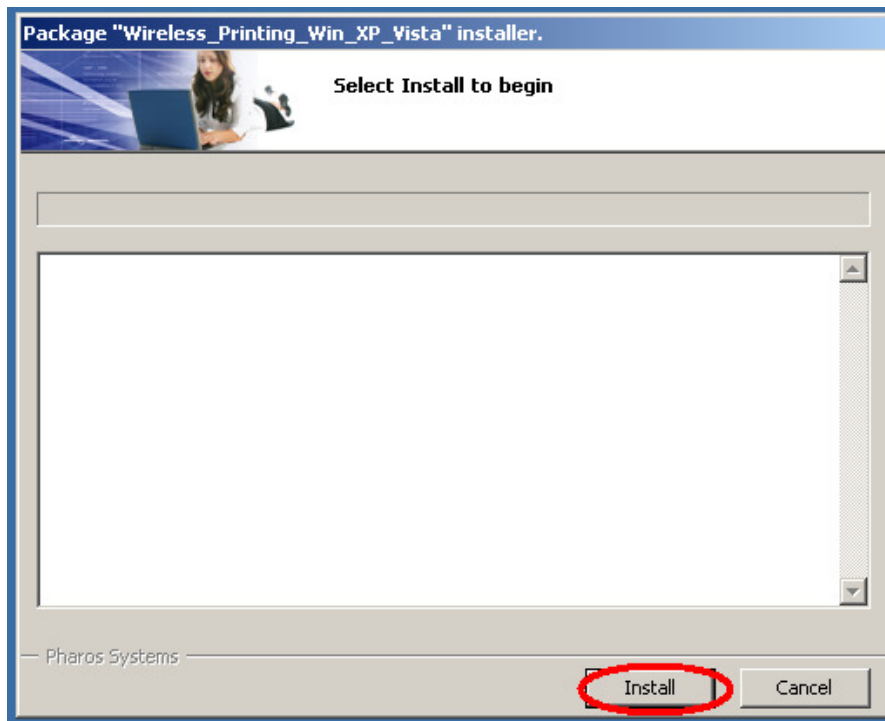 Package "Wireless_Printing_Win_XP_Vista" installer.
Select Install to begin
Pharos Systems
Install
Cancel